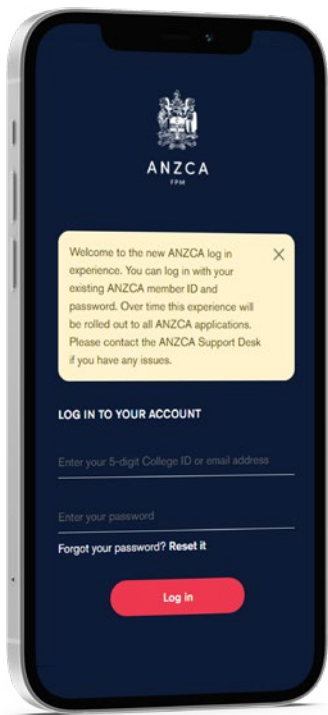 ANZCA
FPM
Welcome to the new ANZCA log in
experience. You can log in with your
existing ANZCA member ID and
password. Over time this experience will
be rolled out to all ANZCA applications.
Please contact the ANZCA Support Desk
if you have any issues.
LOG IN TO YOUR ACCOUNT
Enter your 5-digit College ID or email address
Enter your password
Forgot your password? Reset it
Log in